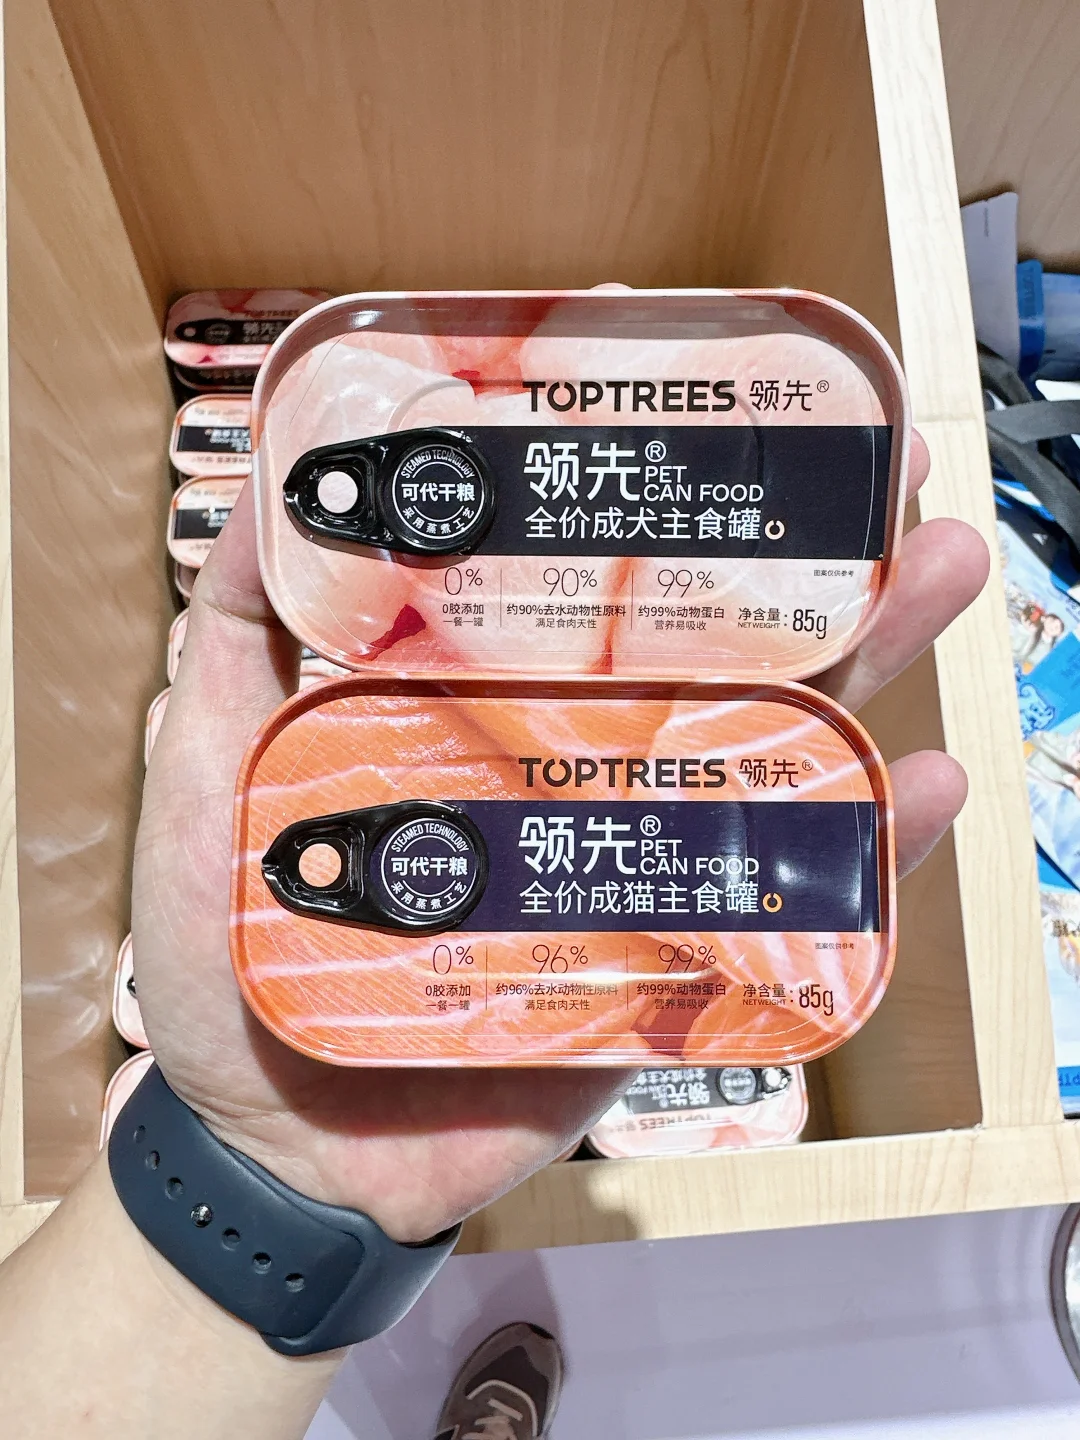 TOPTREES 领先®
领先®
PET
CAN FOOD
全价成犬主食罐
STEAMED TECHNOLOGY
可代干粮
采用蒸煮工艺
0% 90% 99%
0胶添加 约90%去水动物性原料 约99%动物蛋白
一餐一罐 满足食肉天性 营养易吸收
图案仅供参考
净含量:
NET WEIGHT
85g
TOPTREES 领先®
领先®
PET
CAN FOOD
全价成猫主食罐
STEAMED TECHNOLOGY
可代干粮
采用蒸煮工艺
0% 96% 99%
0胶添加 约96%去水动物性原料 约99%动物蛋白
一餐一罐 满足食肉天性 营养易吸收
图案仅供参考
净含量:
NET WEIGHT
85g
TOPTREES
领先